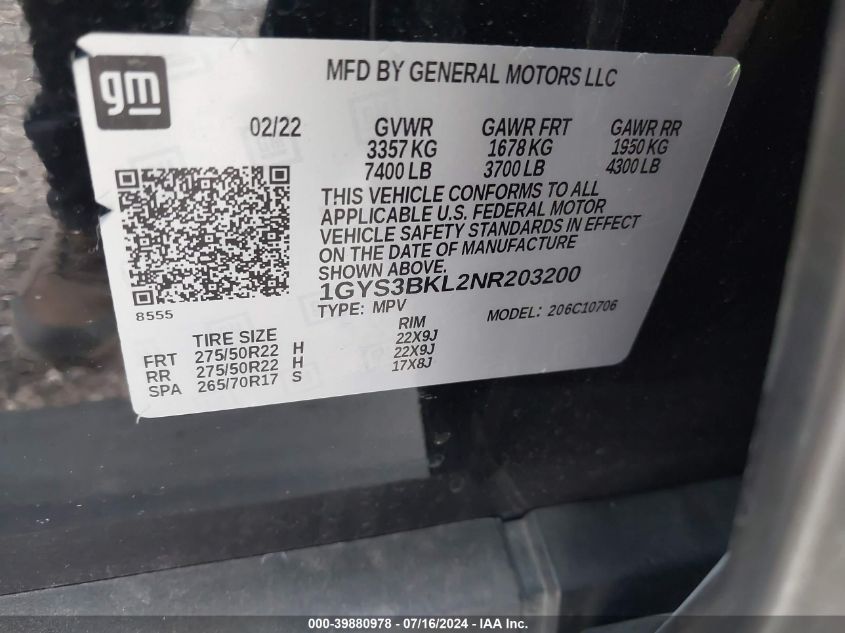 gm
MFD BY GENERAL MOTORS LLC
02/22 GVWR GAWR FRT GAWR RR
3357 KG 1678 KG 1950 KG
7400 LB 3700 LB 4300 LB
THIS VEHICLE CONFORMS TO ALL
APPLICABLE U.S. FEDERAL MOTOR
VEHICLE SAFETY STANDARDS IN EFFECT
ON THE DATE OF MANUFACTURE
SHOWN ABOVE.
1GYS3BKL2NR203200
8555
TYPE: MPV MODEL: 206C10706
TIRE SIZE RIM
FRT 275/50R22 H 22X9J
RR 275/50R22 H 22X9J
SPA 265/70R17 S 17X8J
000-39880978 - 07/16/2024 - IAA Inc.